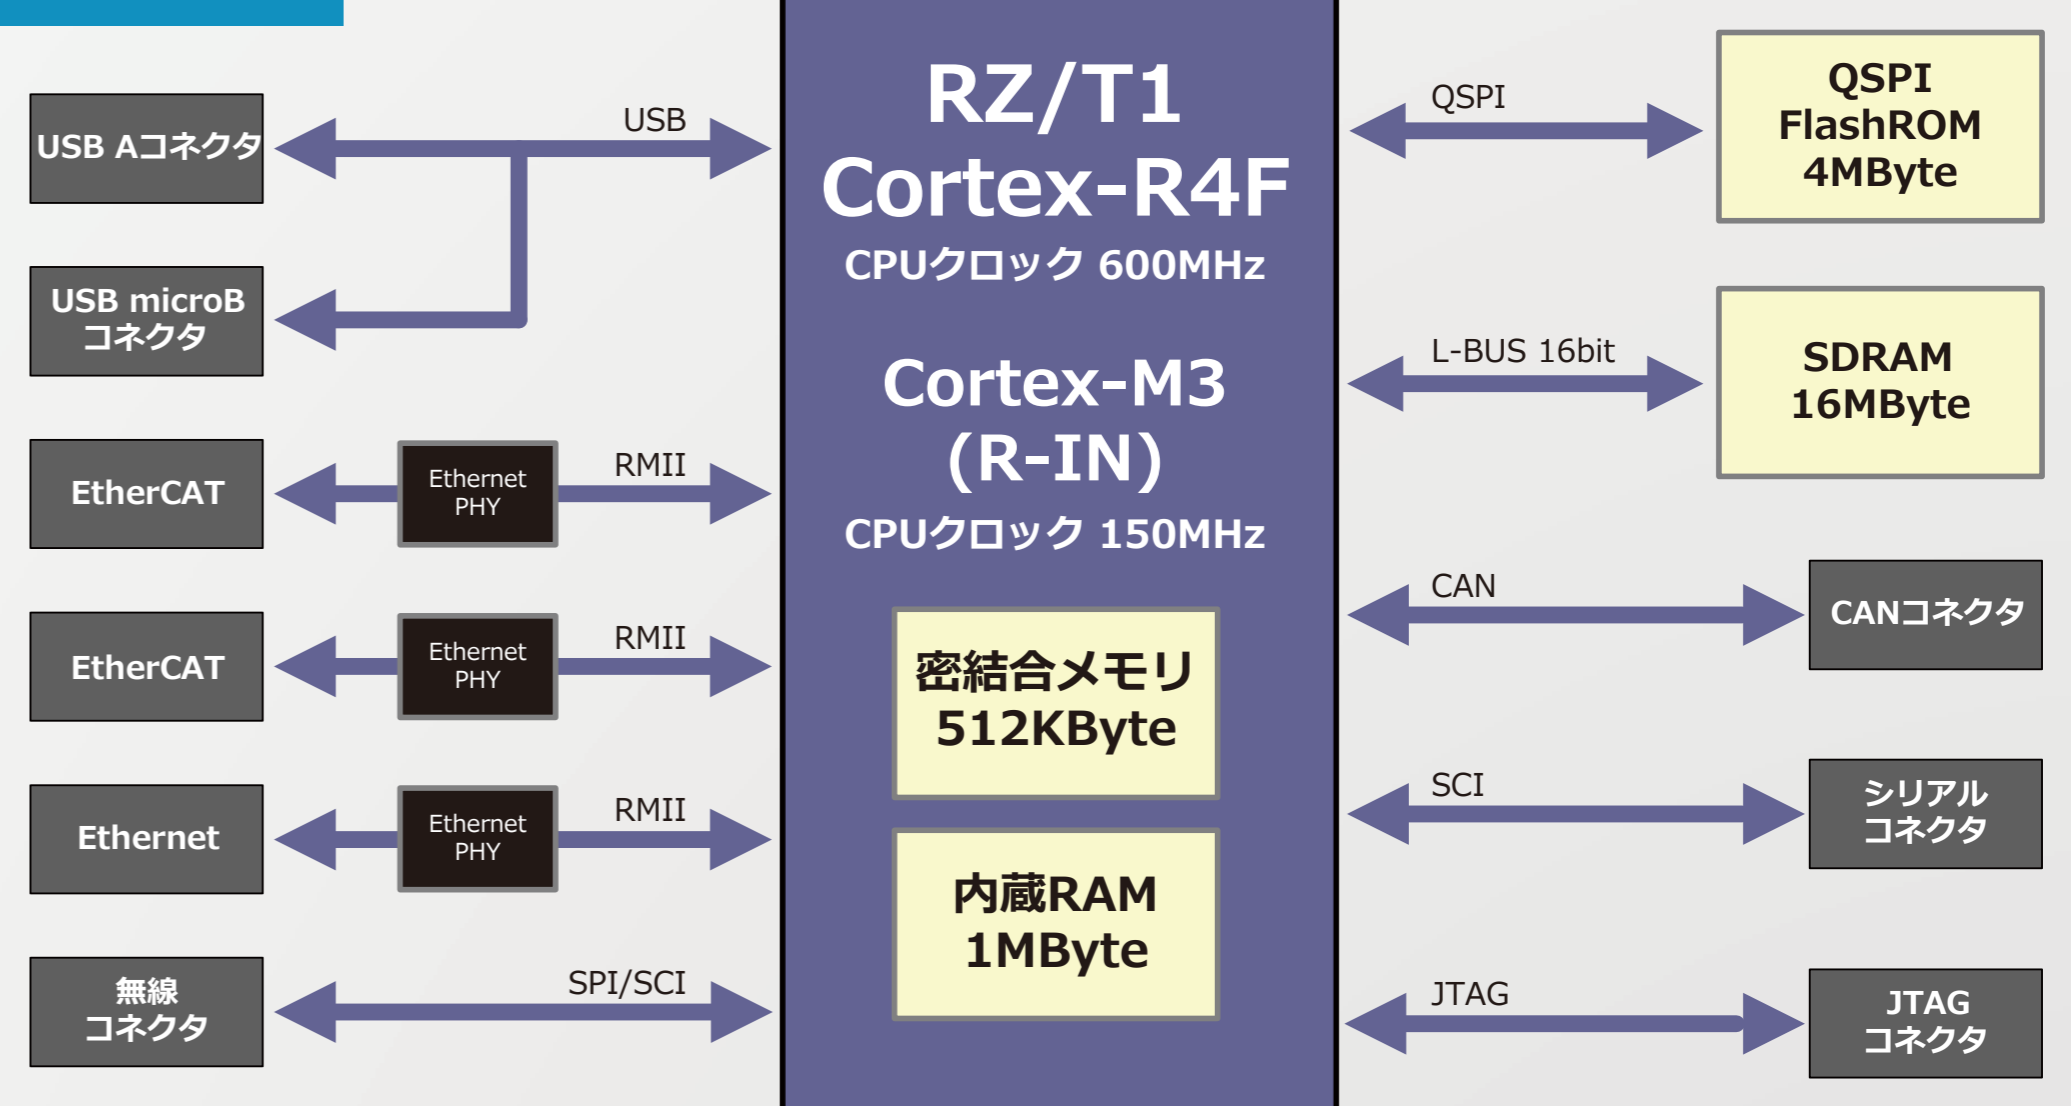 USB Aコネクタ
USB
USB microB
コネクタ
EtherCAT
Ethernet
PHY
RMII
EtherCAT
Ethernet
PHY
RMII
Ethernet
Ethernet
PHY
RMII
無線
コネクタ
SPI/SCI
RZ/T1
Cortex-R4F
CPUクロック 600MHz
Cortex-M3
(R-IN)
CPUクロック 150MHz
密結合メモリ
512KByte
内蔵RAM
1MByte
QSPI
QSPI
FlashROM
4MByte
L-BUS 16bit
SDRAM
16MByte
CAN
CANコネクタ
SCI
シリアル
コネクタ
JTAG
JTAG
コネクタ